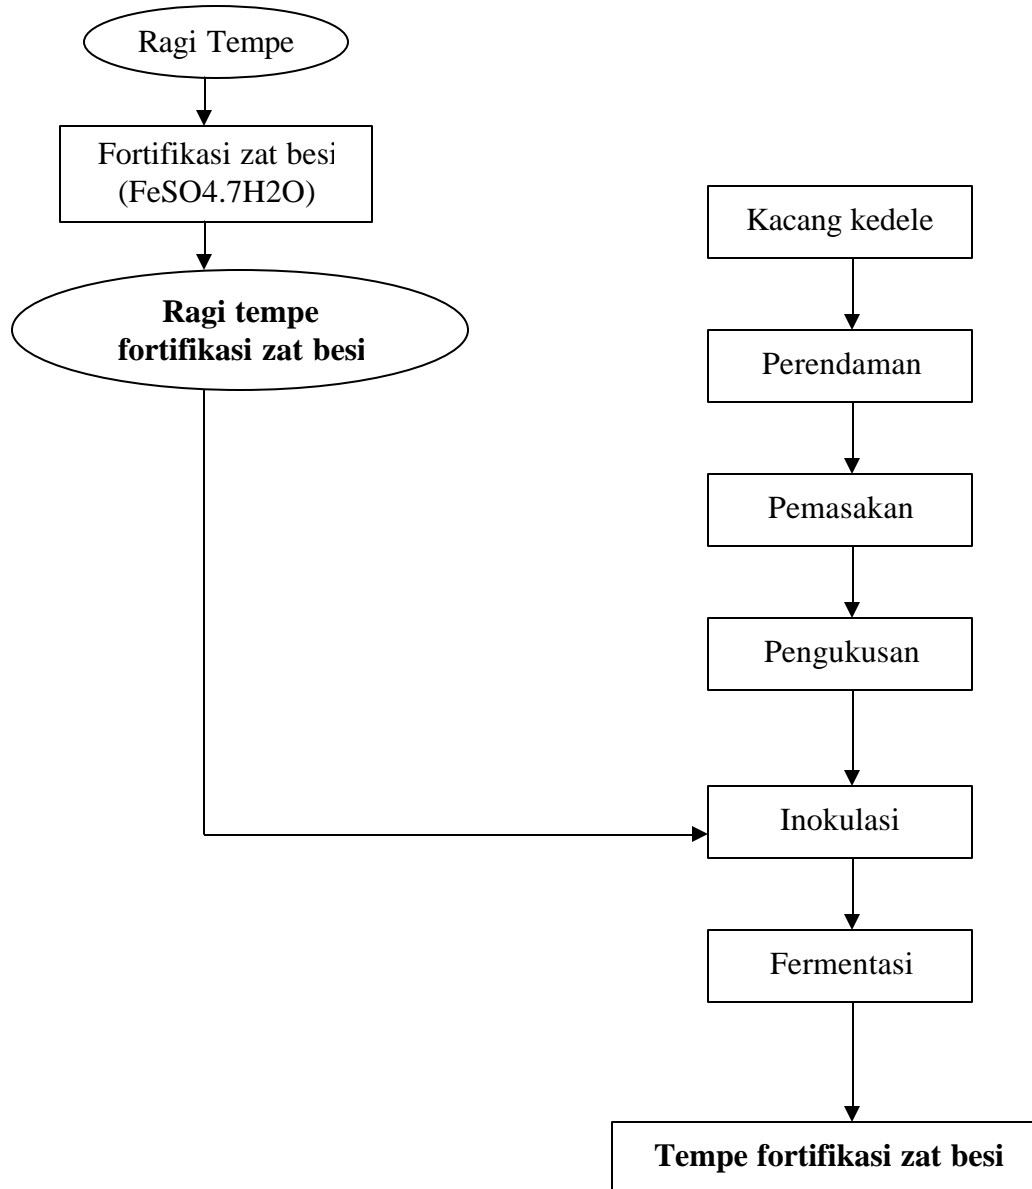 Ragi Tempe
Fortifikasi zat besi
(FeSO4.7H2O)
Ragi tempe
fortifikasi zat besi
Kacang kedele
Perendaman
Pemasakan
Pengukusan
Inokulasi
Fermentasi
Tempe fortifikasi zat besi